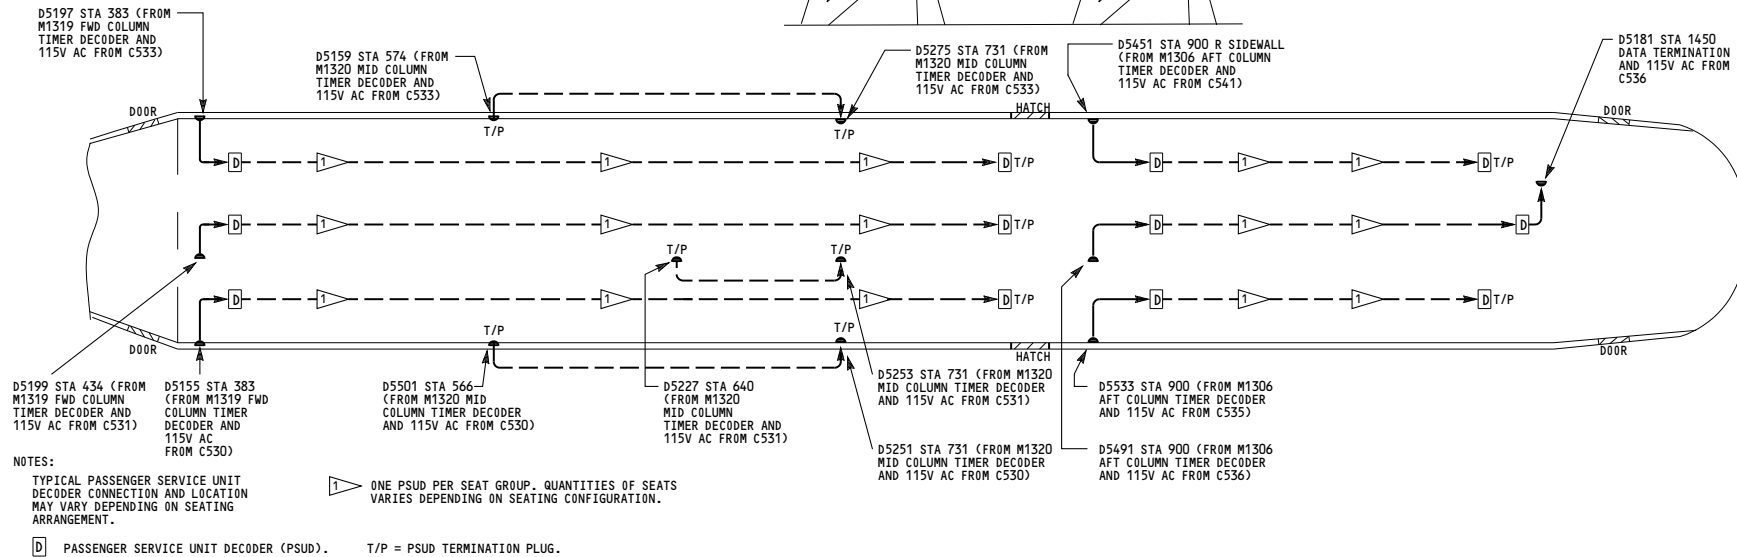 D5197 STA 383 (FROM
M1319 FWD COLUMN
TIMER DECODER AND
115V AC FROM C533)
D5159 STA 574 (FROM
M1320 MID COLUMN
TIMER DECODER AND
115V AC FROM C533)
D5275 STA 731 (FROM
M1320 MID COLUMN
TIMER DECODER AND
115V AC FROM C533)
D5451 STA 900 R SIDEWALL
(FROM M1306 AFT COLUMN
TIMER DECODER AND
115V AC FROM C541)
D5181 STA 1450
DATA TERMINATION
AND 115V AC FROM
C536
DOOR
HATCH
DOOR
T/P
T/P
D
1
1
1
D T/P
D
1
1
D T/P
D
1
1
D T/P
D
1
1
D
T/P
T/P
D
1
1
1
D T/P
D
1
1
D T/P
T/P
T/P
DOOR
HATCH
DOOR
D5199 STA 434 (FROM
M1319 FWD COLUMN
TIMER DECODER AND
115V AC FROM C531)
D5155 STA 383
(FROM M1319 FWD
COLUMN TIMER
DECODER AND
115V AC
FROM C530)
D5501 STA 566
(FROM M1320 MID
COLUMN TIMER DECODER
AND 115V AC FROM C530)
D5227 STA 640
(FROM M1320
MID COLUMN
TIMER DECODER AND
115V AC FROM C531)
D5253 STA 731 (FROM M1320
MID COLUMN TIMER DECODER
AND 115V AC FROM C531)
D5533 STA 900 (FROM M1306
AFT COLUMN TIMER DECODER
AND 115V AC FROM C535)
D5251 STA 731 (FROM M1320
MID COLUMN TIMER DECODER
AND 115V AC FROM C530)
D5491 STA 900 (FROM M1306
AFT COLUMN TIMER DECODER
AND 115V AC FROM C536)
NOTES:
TYPICAL PASSENGER SERVICE UNIT
DECODER CONNECTION AND LOCATION
MAY VARY DEPENDING ON SEATING
ARRANGEMENT.
1 ONE PSUD PER SEAT GROUP. QUANTITIES OF SEATS
VARIES DEPENDING ON SEATING CONFIGURATION.
D PASSENGER SERVICE UNIT DECODER (PSUD).
T/P = PSUD TERMINATION PLUG.